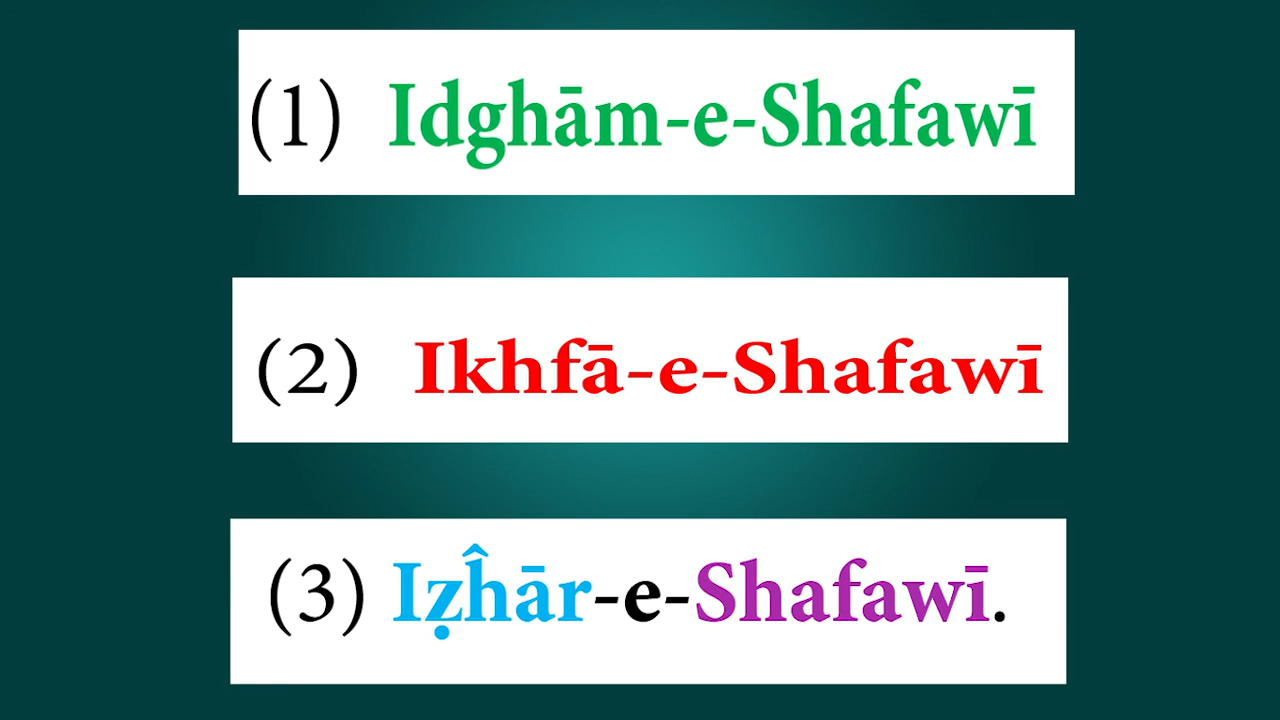 (1) Idghām-e-Shafawī
(2) Ikhfā-e-Shafawī
(3) Iẓĥār-e-Shafawī.